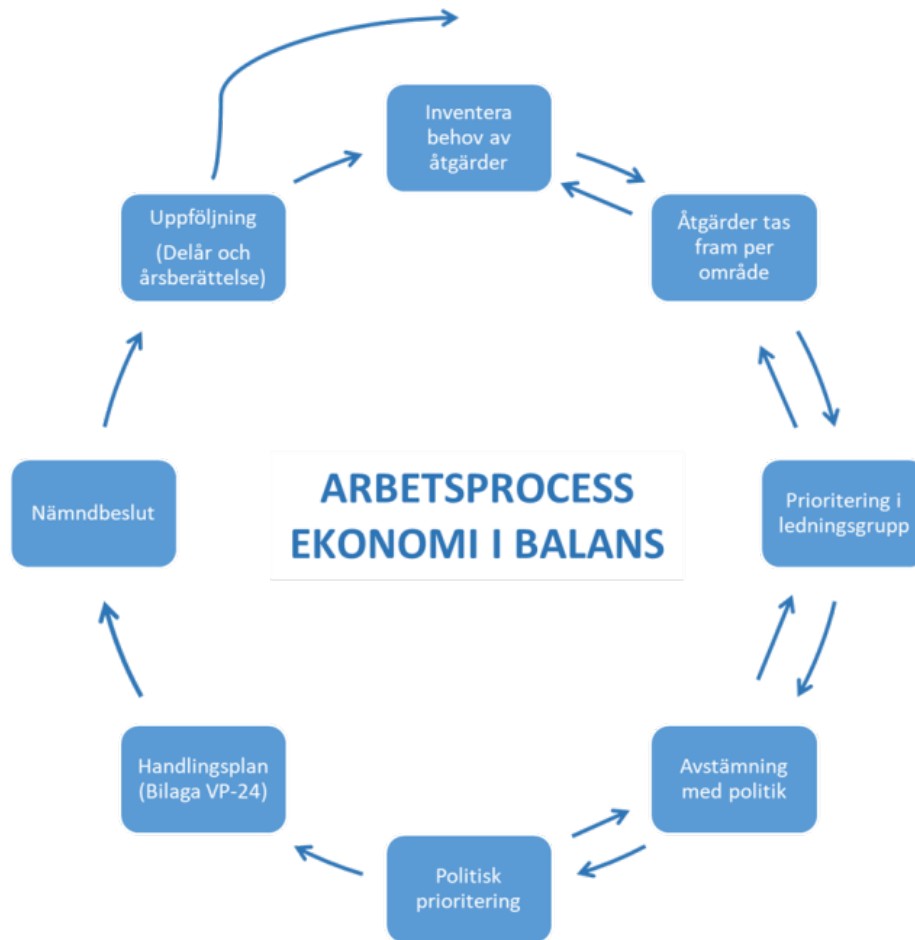 Inventera
behov av
åtgärder
Åtgärder tas
fram per
område
Prioritering i
ledningsgrupp
Avstämning
med politik
Politisk
prioritering
Handlingsplan
(Bilaga VP-24)
Nämndbeslut
Uppföljning
(Delår och
årsberättelse)
ARBETSPROCESS
EKONOMI I BALANS